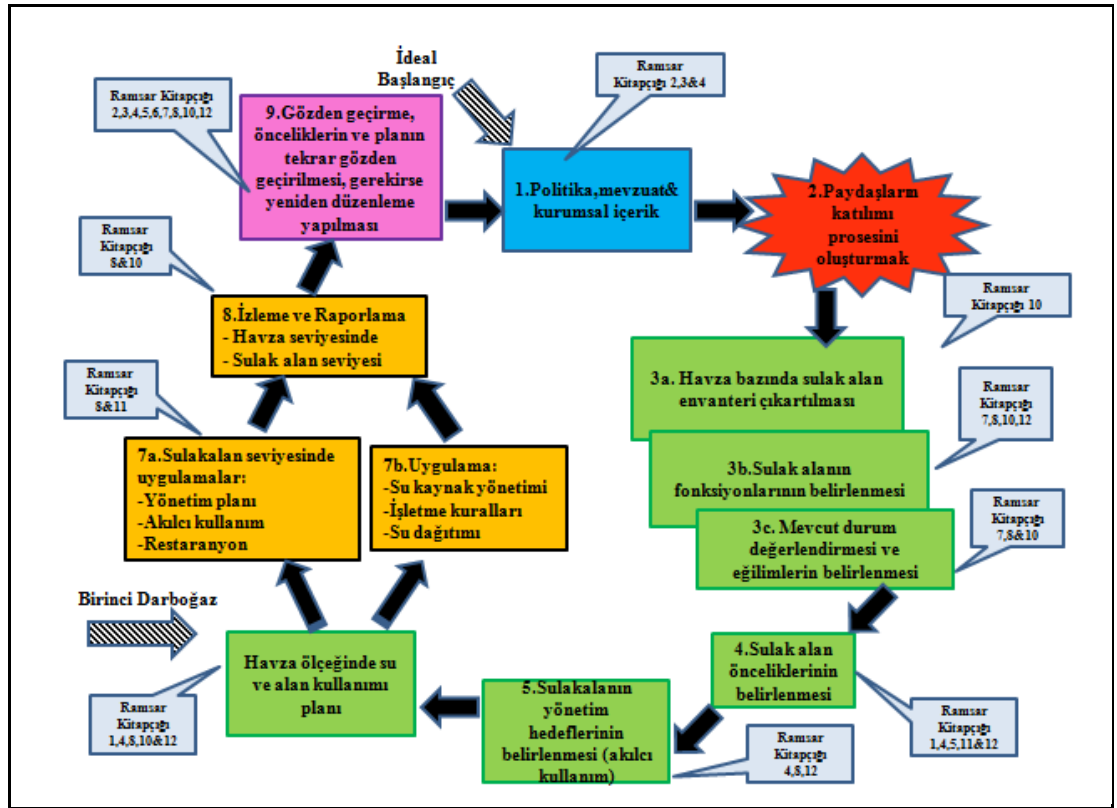 İdeal
Başlangıç
Ramsar
Kitapçığı 2,3&4
Ramsar Kitapçığı
2,3,4,5,6,7,8,10,12
9.Gözden geçirme,
önceliklerin ve planın
tekrar gözden
geçirilmesi, gerekirse
yeniden düzenleme
yapılması
1.Politika,mevzuat&
kurumsal içerik
2.Paydaşların
katılımı
prosesini
oluşturmak
Ramsar
Kitapçığı
8&10
Ramsar
Kitapçığı 10
8.İzleme ve Raporlama
- Havza seviyesinde
- Sulak alan seviyesi
3a. Havza bazında sulak alan
envanteri çıkartılması
Ramsar
Kitapçığı
8&11
Ramsar
Kitapçığı
7,8,10,12
7a.Sulakalan seviyesinde
uygulamalar:
-Yönetim planı
-Akılcı kullanım
-Restaranyon
7b.Uygulama:
-Su kaynak yönetimi
-İşletme kuralları
-Su dağıtımı
3b.Sulak alanın
fonksiyonlarının belirlenmesi
3c. Mevcut durum
değerlendirmesi ve
eğilimlerin belirlenmesi
Ramsar
Kitapçığı
7,8&10
Birinci Darboğaz
Havza ölçeğinde su
ve alan kullanımı
planı
4.Sulak alan
önceliklerinin
belirlenmesi
5.Sulakalanın
yönetim
hedeflerinin
belirlenmesi (akılcı
kullanım)
Ramsar
Kitapçığı
1,4,8,10&12
Ramsar
Kitapçığı
4,8,12
Ramsar
Kitapçığı
1,4,5,11&12